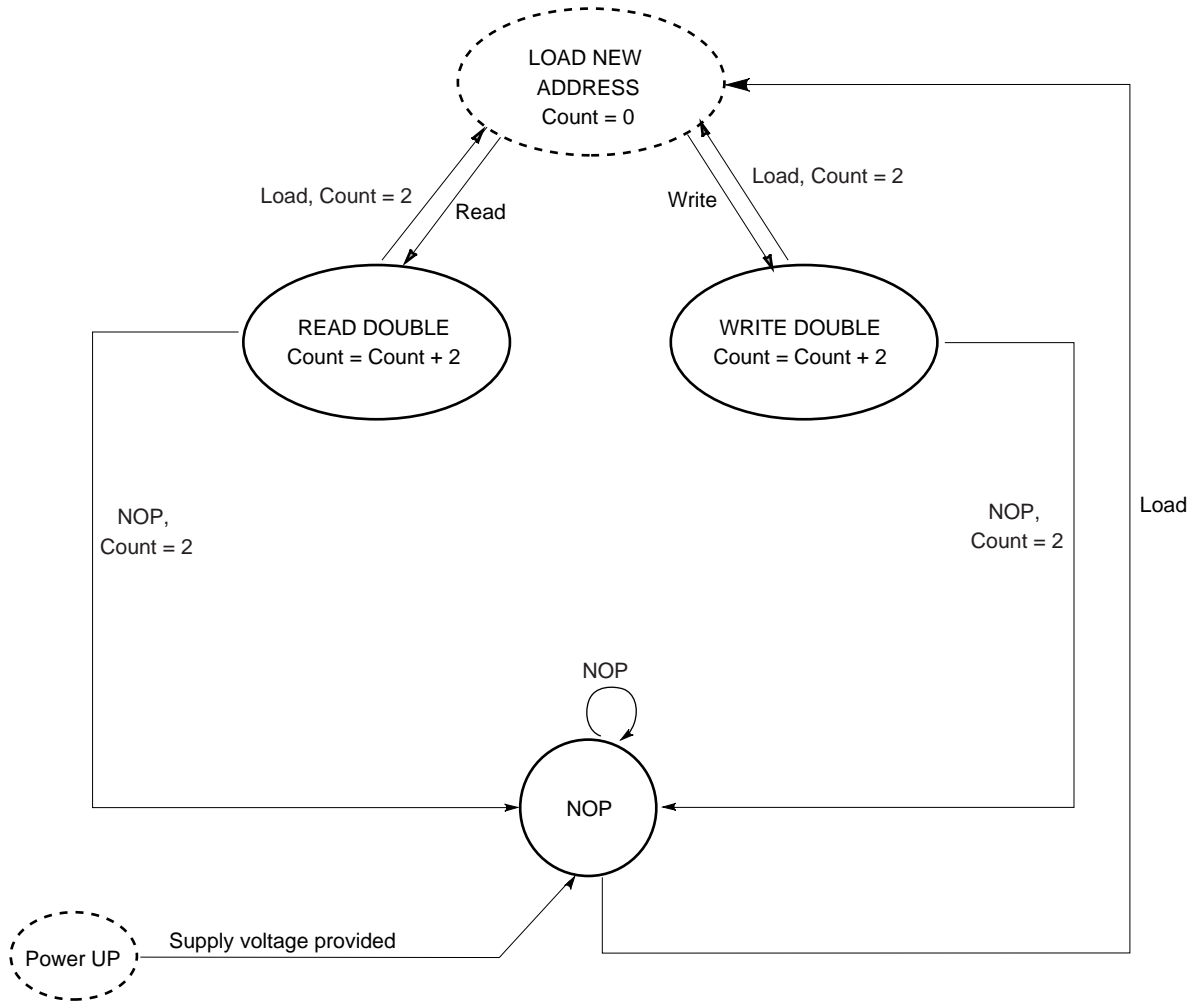 LOAD NEW
ADDRESS
Count = 0
Load, Count = 2
Read
Write
Load, Count = 2
READ DOUBLE
Count = Count + 2
WRITE DOUBLE
Count = Count + 2
NOP,
Count = 2
NOP,
Count = 2
Load
NOP
NOP
Power UP
Supply voltage provided